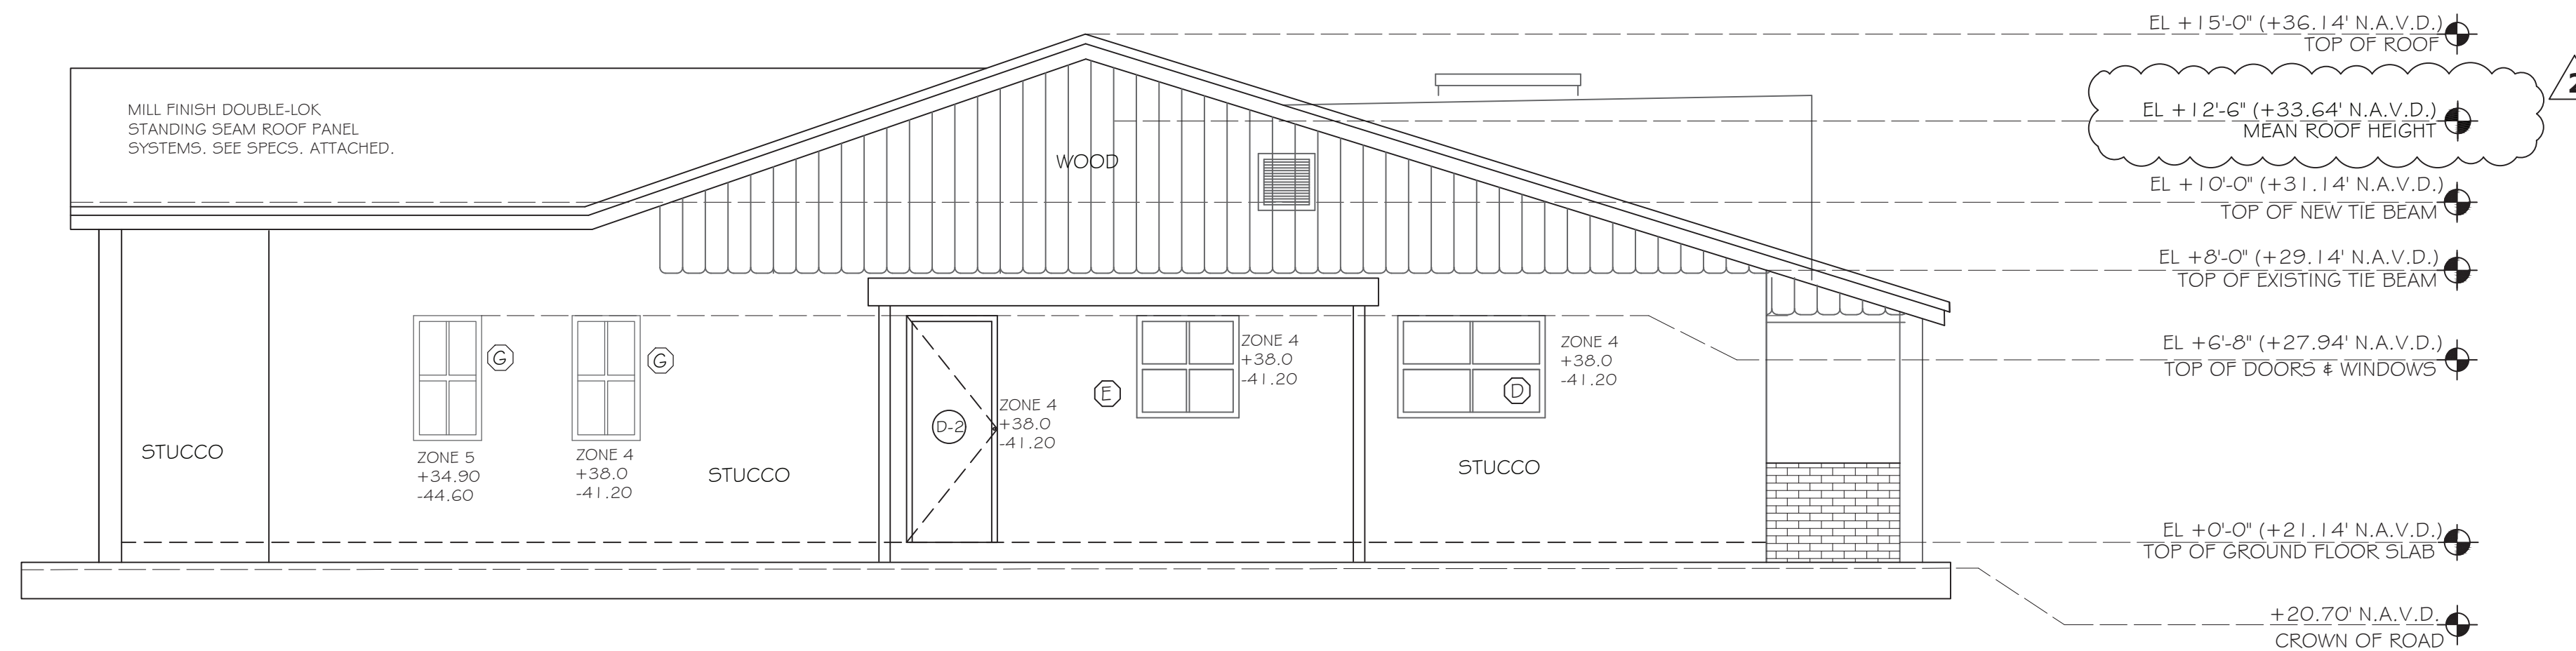 EL +15'-0" (+36.14' N.A.V.D.)
TOP OF ROOF
2
EL +12'-6" (+33.64' N.A.V.D.)
MEAN ROOF HEIGHT
EL +10'-0" (+31.14' N.A.V.D.)
TOP OF NEW TIE BEAM
EL +8'-0" (+29.14' N.A.V.D.)
TOP OF EXISTING TIE BEAM
EL +6'-8" (+27.94' N.A.V.D.)
TOP OF DOORS & WINDOWS
EL +0'-0" (+21.14' N.A.V.D.)
TOP OF GROUND FLOOR SLAB
+20.70' N.A.V.D.
CROWN OF ROAD
MILL FINISH DOUBLE-LOK
STANDING SEAM ROOF PANEL
SYSTEMS. SEE SPECS. ATTACHED.
WOOD
STUCCO
G
ZONE 5
+34.90
-44.60
G
ZONE 4
+38.0
-41.20
STUCCO
D-2
ZONE 4
+38.0
-41.20
E
ZONE 4
+38.0
-41.20
D
ZONE 4
+38.0
-41.20
STUCCO